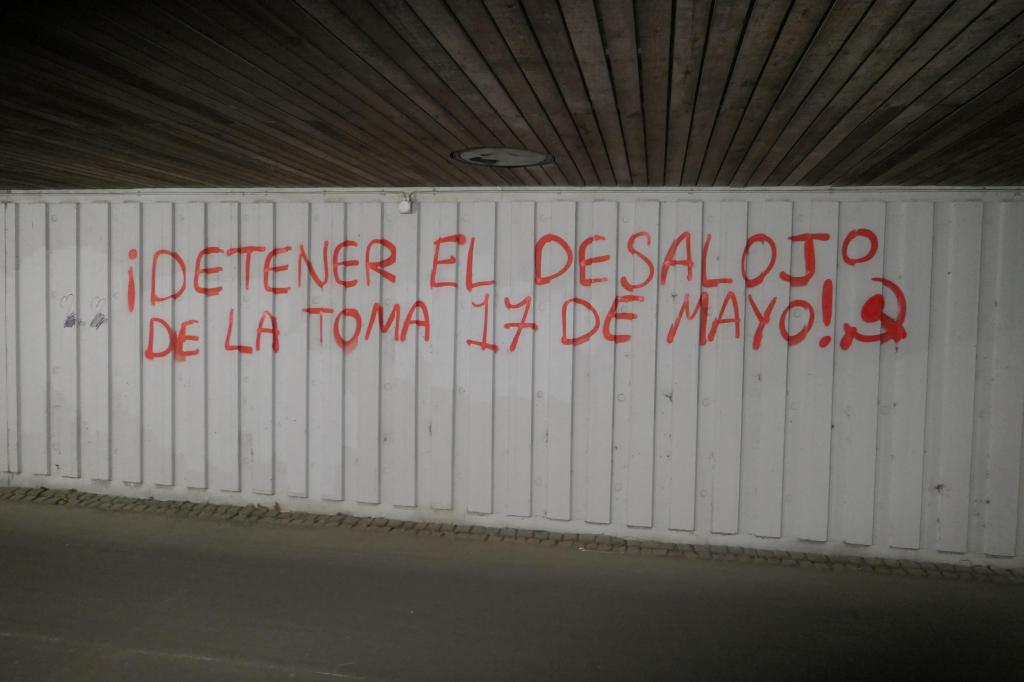 ¡DETENER EL DESALOJO
DE LA TOMA 17 DE MAYO!